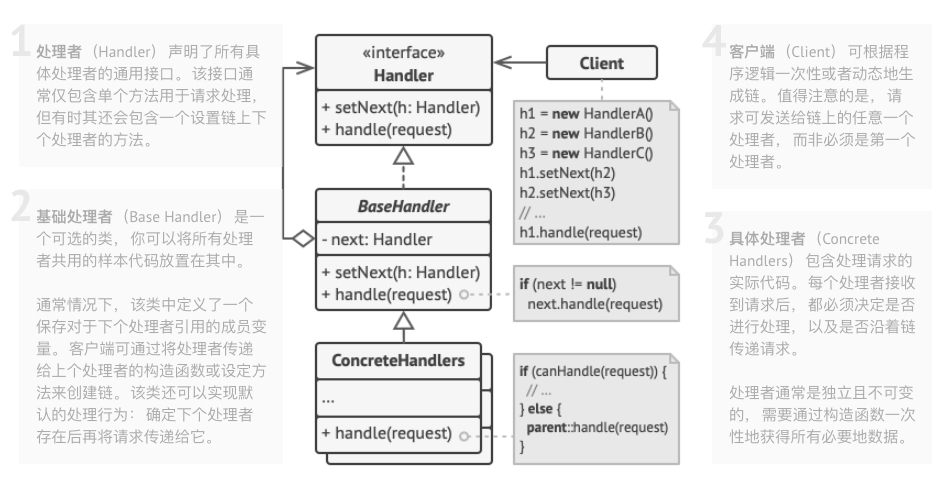 1
处理者 （Handler） 声明了所有具
体处理者的通用接口。该接口通
常仅包含单个方法用于请求处理，
但有时其还会包含一个设置链上下
个处理者的方法。
2
基础处理者 （Base Handler） 是一
个可选的类， 你可以将所有处理
者共用的样本代码放置在其中。
通常情况下， 该类中定义了一个
保存对于下个处理者引用的成员变
量。 客户端可通过将处理者传递
给上个处理者的构造函数或设定方
法来创建链。 该类还可以实现默
认的处理行为： 确定下个处理者
存在后再将请求传递给它。
«interface»
Handler
+ setNext(h: Handler)
+ handle(request)
BaseHandler
- next: Handler
+ setNext(h: Handler)
+ handle(request)
ConcreteHandlers
...
+ handle(request)
Client
h1 = new HandlerA()
h2 = new HandlerB()
h3 = new HandlerC()
h1.setNext(h2)
h2.setNext(h3)
// ...
h1.handle(request)
if (next != null)
next.handle(request)
if (canHandle(request)) {
// ...
} else {
parent::handle(request)
}
4
客户端 （Client） 可根据程
序逻辑一次性或者动态地生
成链。 值得注意的是， 请
求可发送给链上的任意一个
处理者， 而非必须是第一个
处理者。
3
具体处理者 （Concrete
Handlers） 包含处理请求的
实际代码。 每个处理者接收
到请求后， 都必须决定是否
进行处理， 以及是否沿着链
传递请求。
处理者通常是独立且不可变
的， 需要通过构造函数一次
性地获得所有必要地数据。